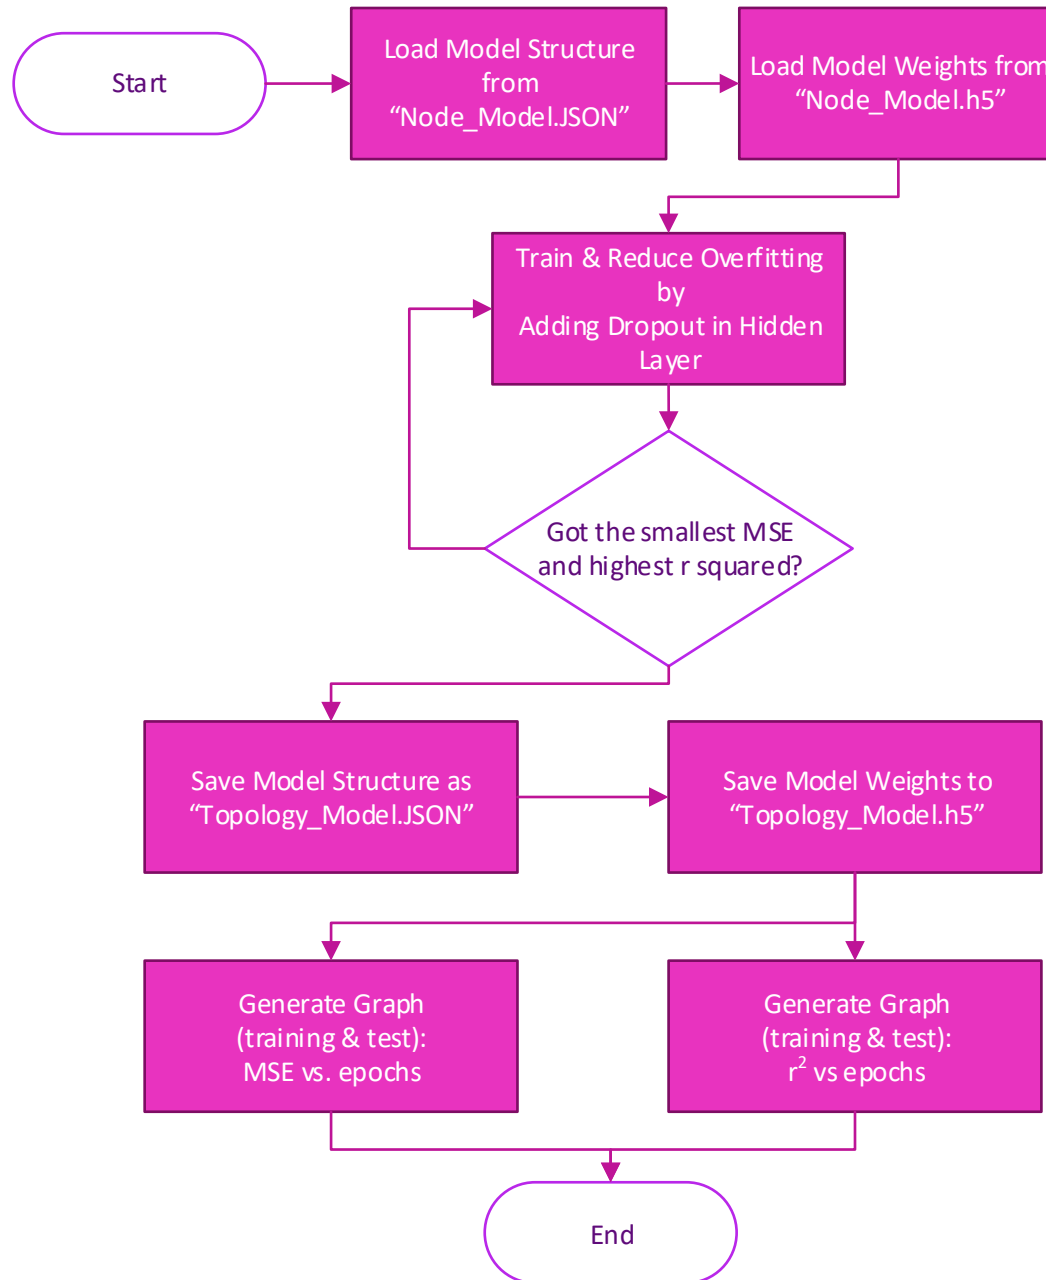 Start
Load Model Structure
from
“Node_Model.JSON”
Load Model Weights from
“Node_Model.h5”
Train & Reduce Overfitting
by
Adding Dropout in Hidden
Layer
Got the smallest MSE
and highest r squared?
Save Model Structure as
“Topology_Model.JSON”
Save Model Weights to
“Topology_Model.h5”
Generate Graph
(training & test):
MSE vs. epochs
Generate Graph
(training & test):
r² vs epochs
End